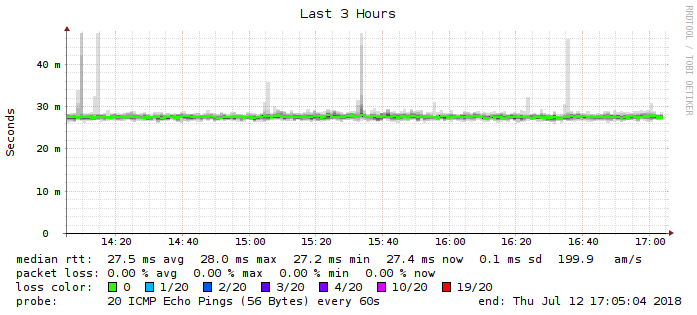 Last 3 Hours
RRDTOOL / TOBI OETIKER
Seconds
40 m
30 m
20 m
10 m
0
14:20 14:40 15:00 15:20 15:40 16:00 16:20 16:40 17:00
median rtt: 27.5 ms avg 28.0 ms max 27.2 ms min 27.4 ms now 0.1 ms sd 199.9 am/s
packet loss: 0.00 % avg 0.00 % max 0.00 % min 0.00 % now
loss color: 0 1/20 2/20 3/20 4/20 10/20 19/20
probe: 20 ICMP Echo Pings (56 Bytes) every 60s end: Thu Jul 12 17:05:04 2018